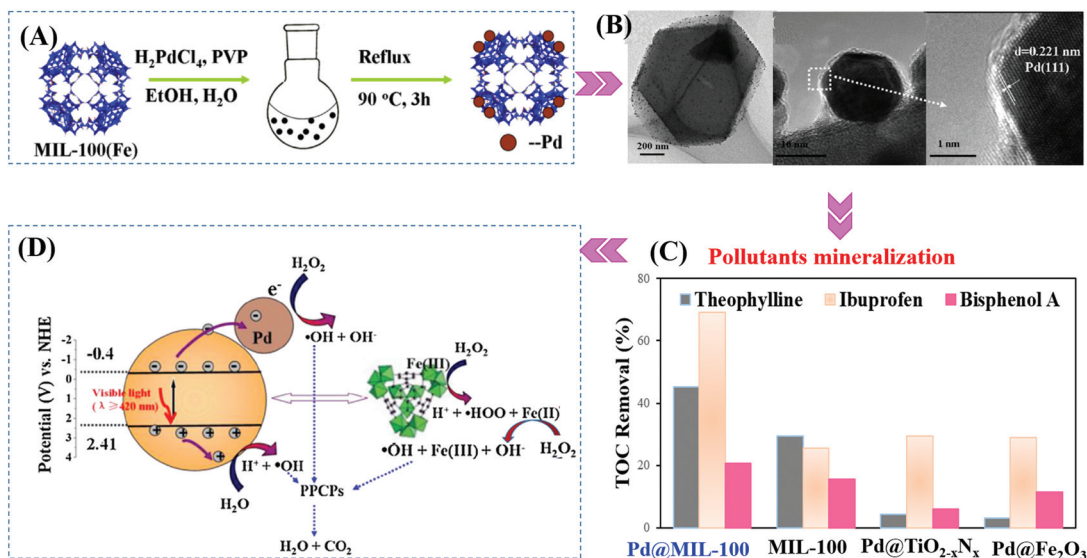 (A)
H₂PdCl₄, PVP
EtOH, H₂O
MIL-100(Fe)
Reflux
90 °C, 3h
--Pd
(B)
200 nm
10 nm
d=0.221 nm
Pd(111)
1 nm
(C)
Pollutants mineralization
Theophylline
Ibuprofen
Bisphenol A
TOC Removal (%)
80
60
40
20
0
Pd@MIL-100
MIL-100
Pd@TiO₂₋ₓNₓ
Pd@Fe₂O₃
(D)
Potential (V) vs. NHE
-2
-1
0
1
2
3
4
-0.4
2.41
Visible light
(λ ≥420 nm)
e⁻
Pd
H₂O₂
•OH + OH⁻
Fe(III)
H₂O₂
H⁺ + •HOO + Fe(II)
•OH + Fe(III) + OH⁻
H₂O₂
H⁺ + •OH
H₂O
PPCPs
H₂O + CO₂